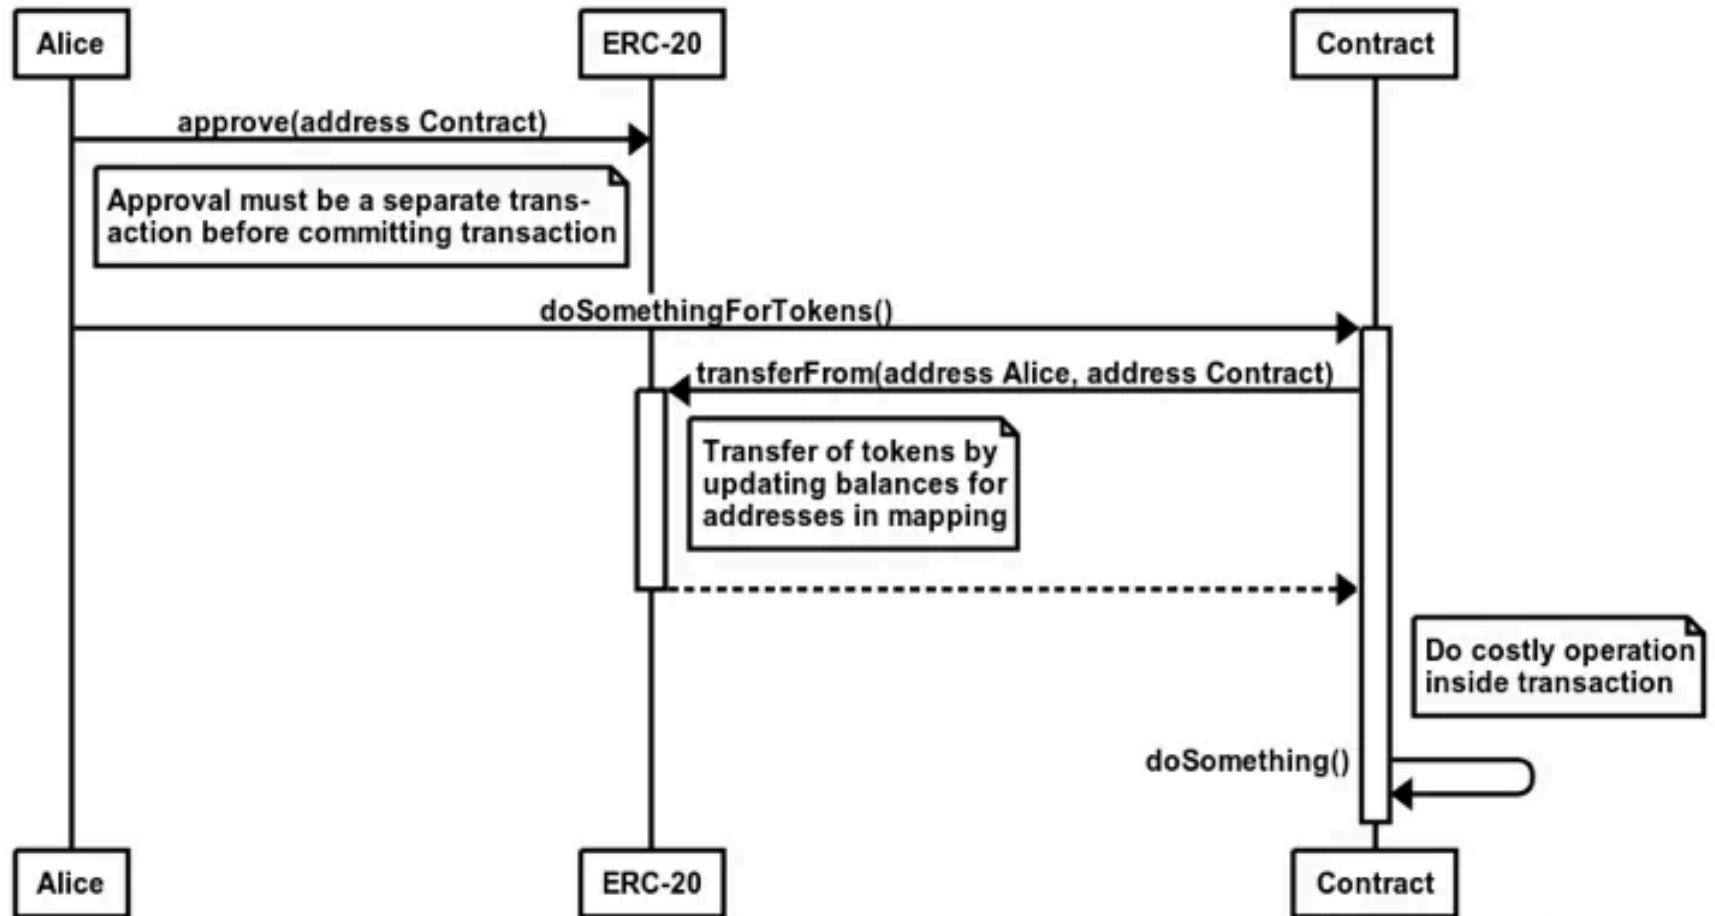 Alice
ERC-20
Contract
approve(address Contract)
Approval must be a separate trans-
action before committing transaction
doSomethingForTokens()
transferFrom(address Alice, address Contract)
Transfer of tokens by
updating balances for
addresses in mapping
Do costly operation
inside transaction
doSomething()
Alice
ERC-20
Contract